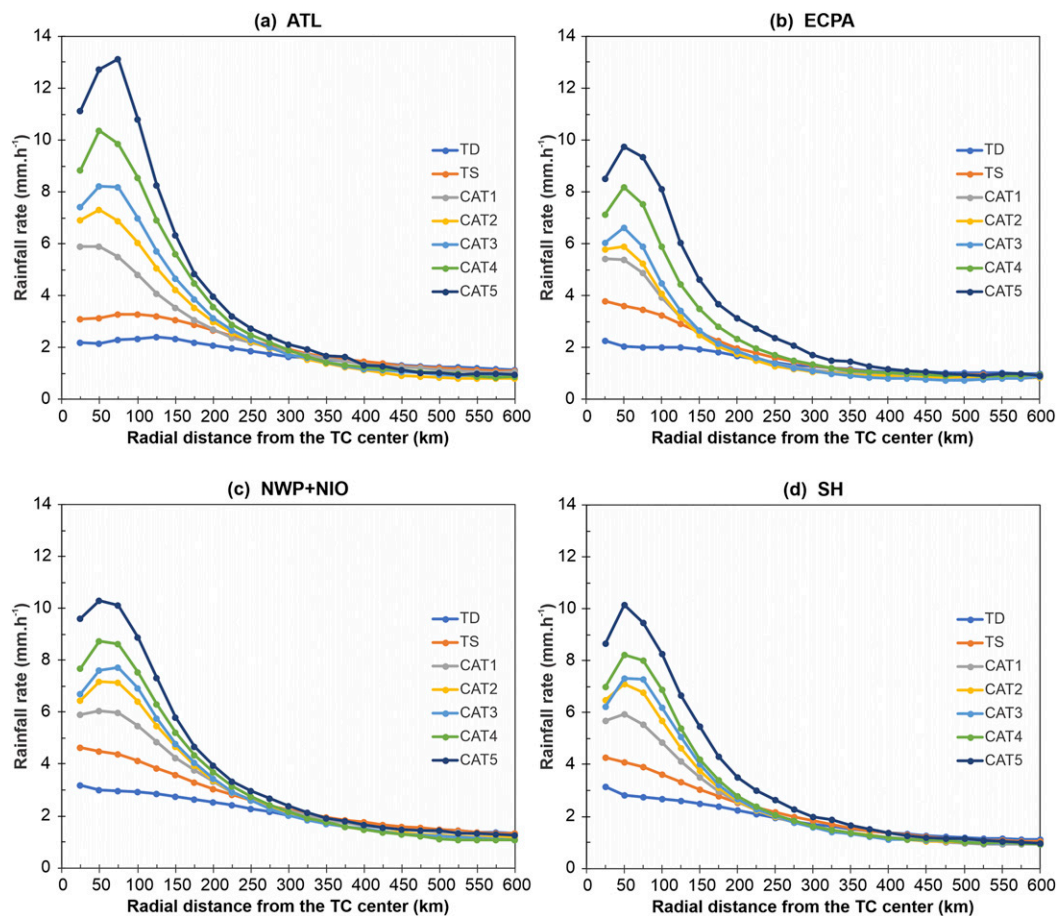 (a) ATL
14
12
10
8
6
4
2
0
Rainfall rate (mm.h⁻¹)
TD
TS
CAT1
CAT2
CAT3
CAT4
CAT5
0 50 100 150 200 250 300 350 400 450 500 550 600
Radial distance from the TC center (km)
(b) ECPA
14
12
10
8
6
4
2
0
Rainfall rate (mm.h⁻¹)
TD
TS
CAT1
CAT2
CAT3
CAT4
CAT5
0 50 100 150 200 250 300 350 400 450 500 550 600
Radial distance from the TC center (km)
(c) NWP+NIO
14
12
10
8
6
4
2
0
Rainfall rate (mm.h⁻¹)
TD
TS
CAT1
CAT2
CAT3
CAT4
CAT5
0 50 100 150 200 250 300 350 400 450 500 550 600
Radial distance from the TC center (km)
(d) SH
14
12
10
8
6
4
2
0
Rainfall rate (mm.h⁻¹)
TD
TS
CAT1
CAT2
CAT3
CAT4
CAT5
0 50 100 150 200 250 300 350 400 450 500 550 600
Radial distance from the TC center (km)